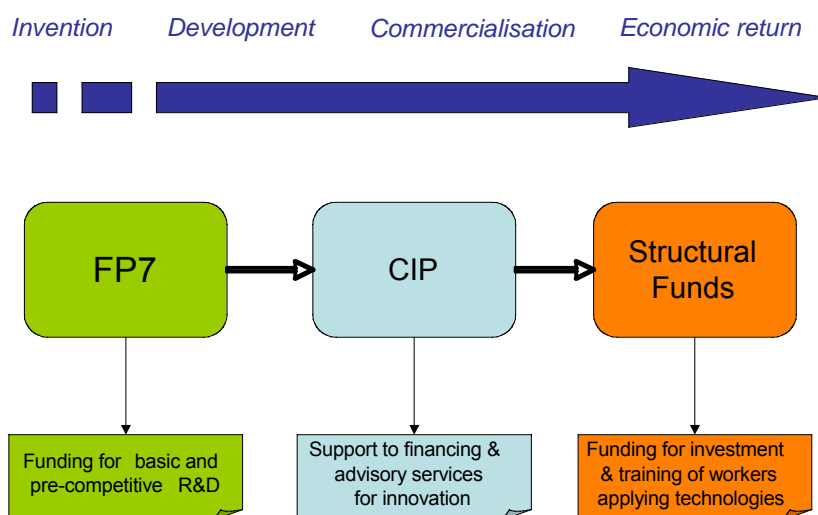 Invention Development Commercialisation Economic return
FP7
CIP
Structural
Funds
Funding for basic and
pre-competitive R&D
Support to financing &
advisory services
for innovation
Funding for investment
& training of workers
applying technologies